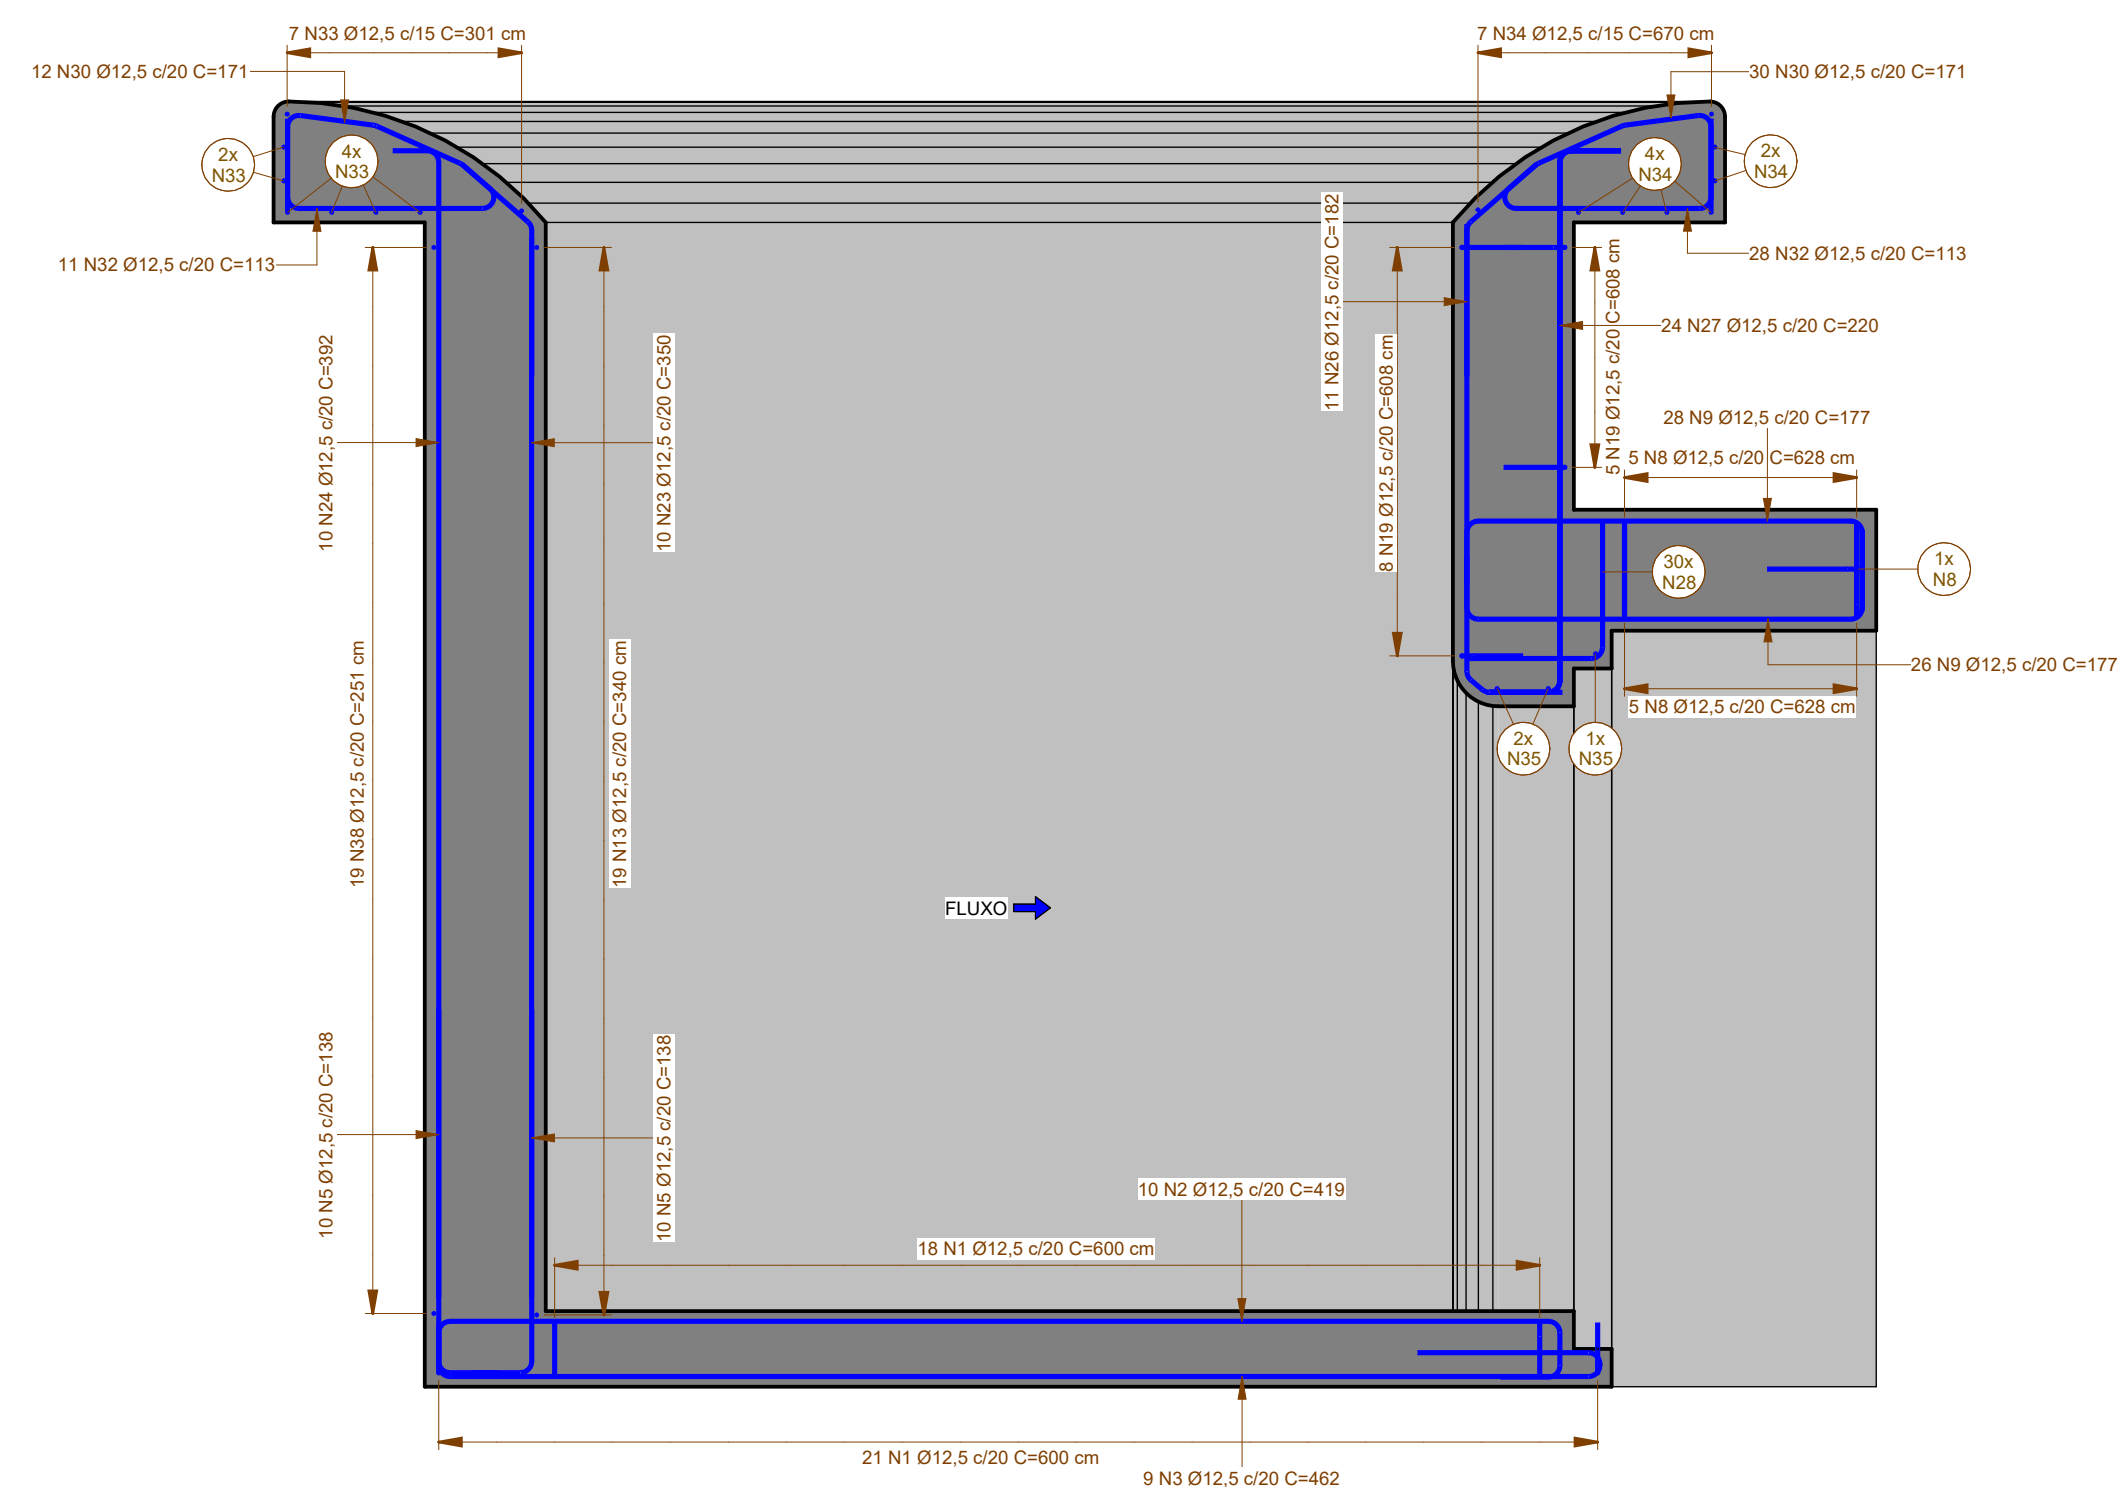 7 N33 Ø12,5 c/15 C=301 cm
7 N34 Ø12,5 c/15 C=670 cm
12 N30 Ø12,5 c/20 C=171
30 N30 Ø12,5 c/20 C=171
2x
N33
4x
N33
4x
N34
2x
N34
11 N32 Ø12,5 c/20 C=113
28 N32 Ø12,5 c/20 C=113
11 N26 Ø12,5 c/20 C=182
5 N19 Ø12,5 c/20 C=608 cm
24 N27 Ø12,5 c/20 C=220
10 N24 Ø12,5 c/20 C=392
10 N23 Ø12,5 c/20 C=350
8 N19 Ø12,5 c/20 C=608 cm
28 N9 Ø12,5 c/20 C=177
5 N8 Ø12,5 c/20 C=628 cm
30x
N28
1x
N8
19 N38 Ø12,5 c/20 C=251 cm
19 N13 Ø12,5 c/20 C=340 cm
26 N9 Ø12,5 c/20 C=177
5 N8 Ø12,5 c/20 C=628 cm
2x
N35
1x
N35
FLUXO
10 N5 Ø12,5 c/20 C=138
10 N5 Ø12,5 c/20 C=138
10 N2 Ø12,5 c/20 C=419
18 N1 Ø12,5 c/20 C=600 cm
21 N1 Ø12,5 c/20 C=600 cm
9 N3 Ø12,5 c/20 C=462